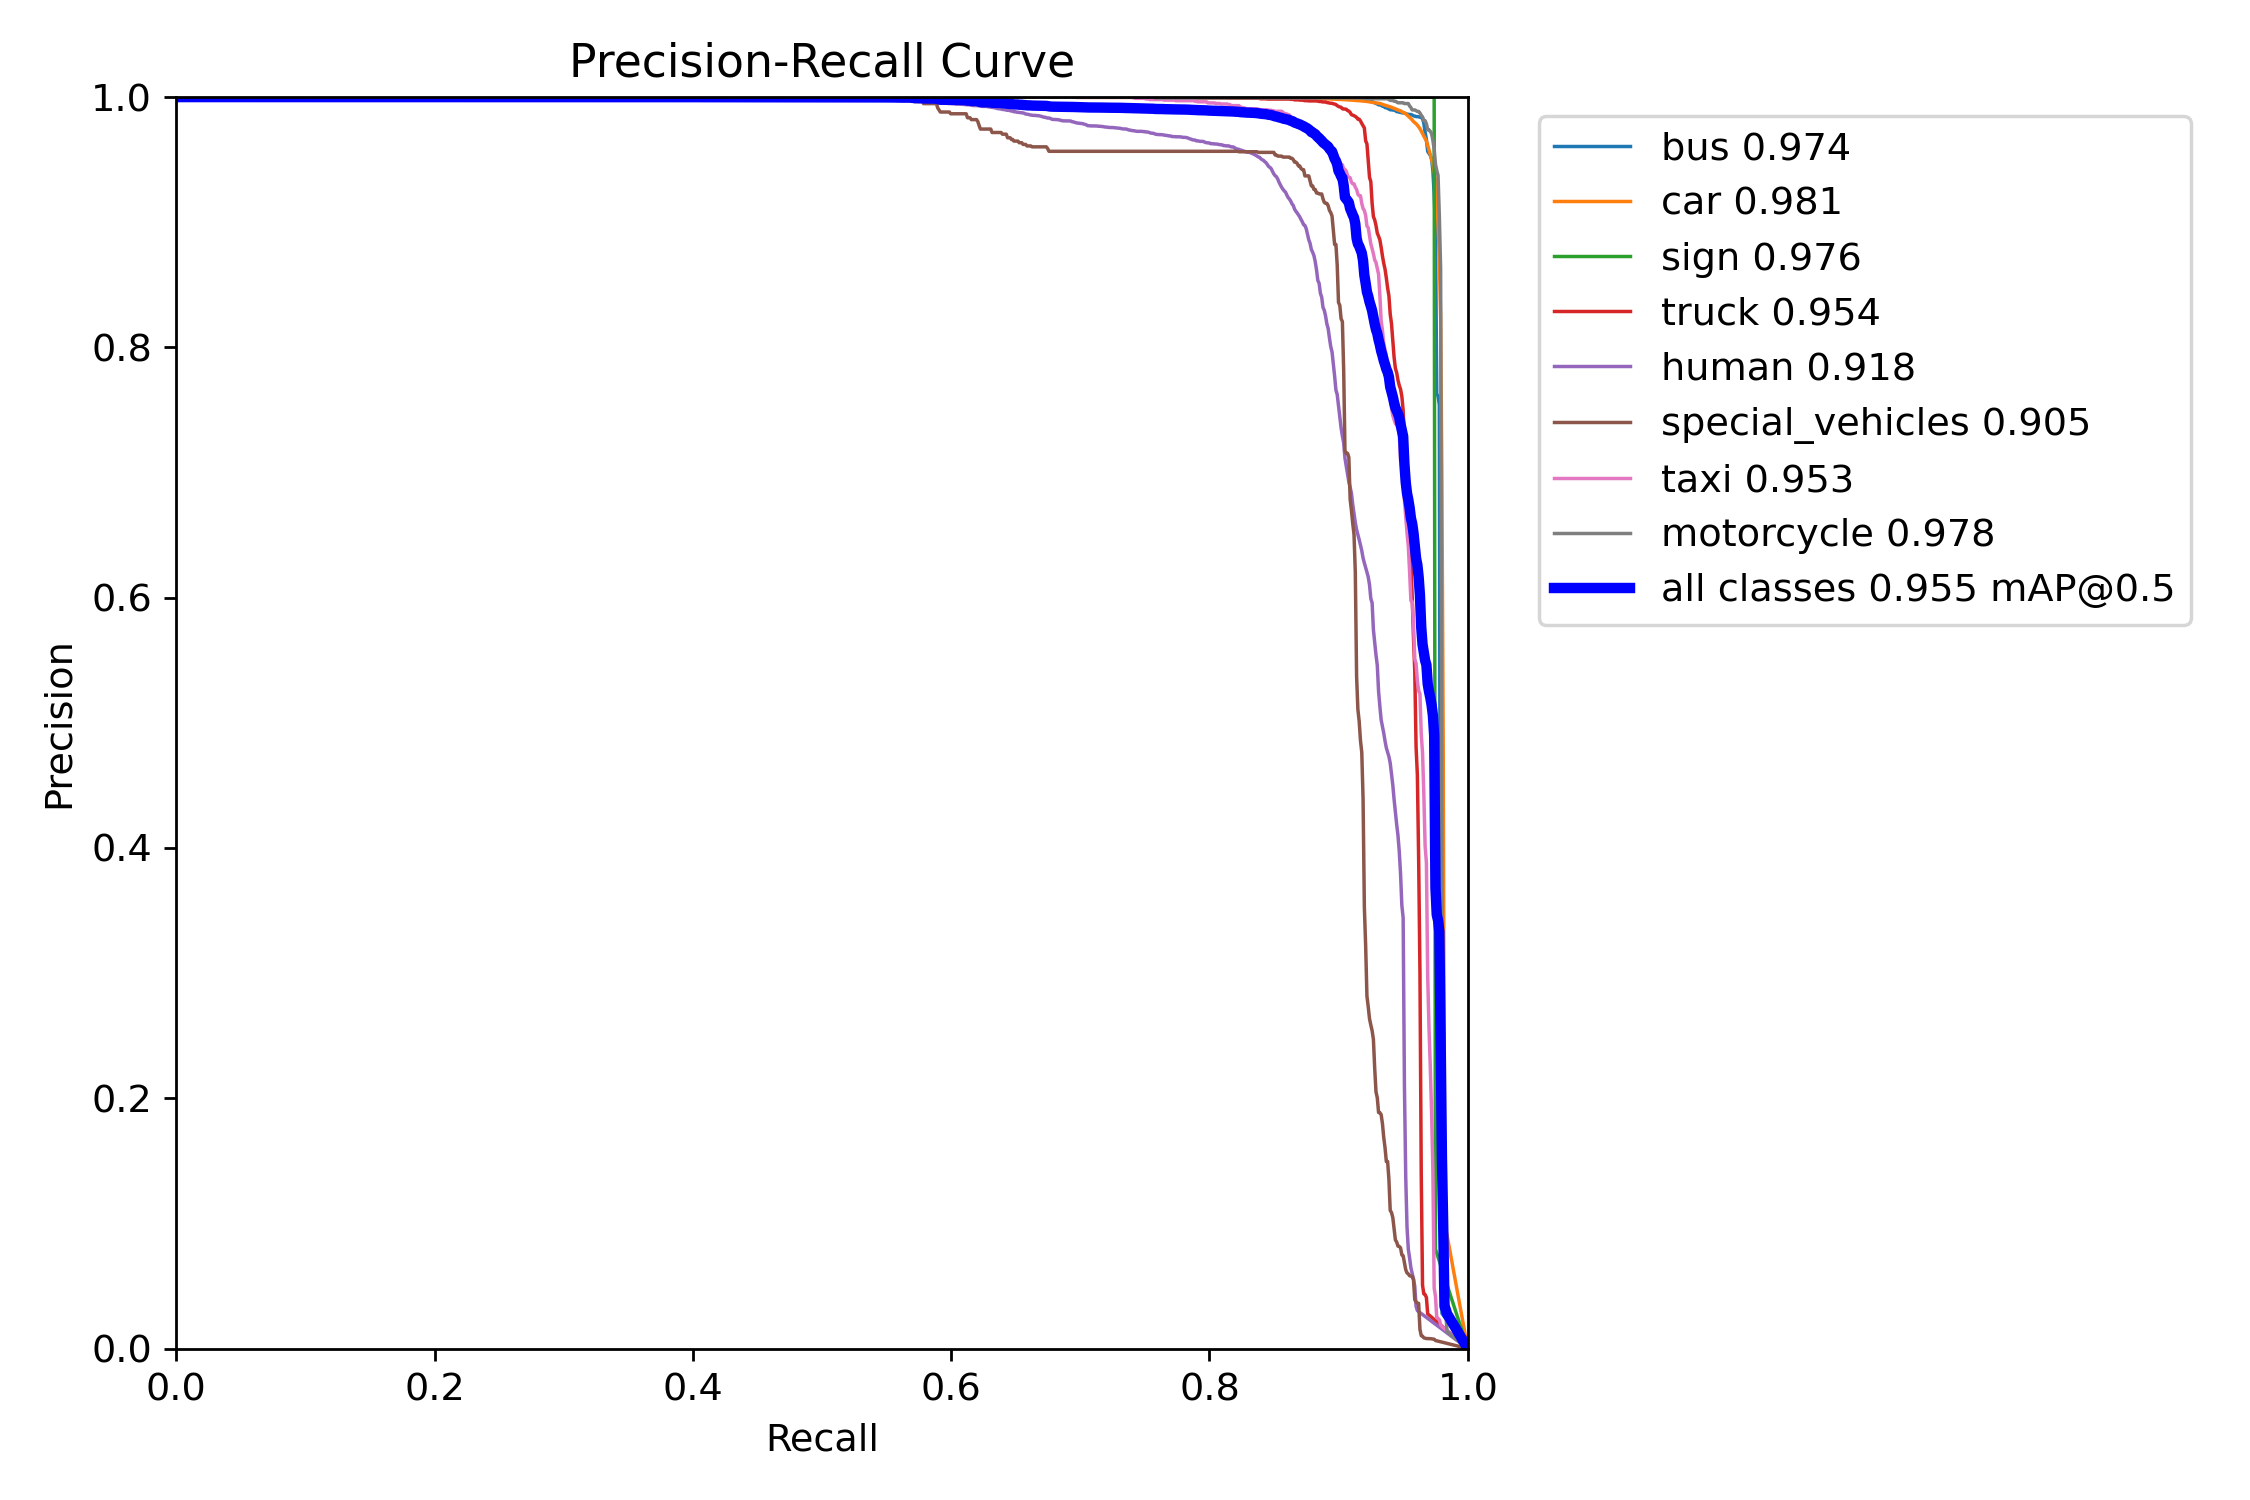 Precision-Recall Curve
1.0
0.8
0.6
0.4
0.2
0.0
Precision
0.0 0.2 0.4 0.6 0.8 1.0
Recall
bus 0.974
car 0.981
sign 0.976
truck 0.954
human 0.918
special_vehicles 0.905
taxi 0.953
motorcycle 0.978
all classes 0.955 mAP@0.5